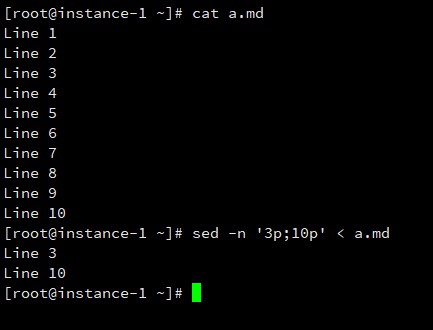 [root@instance-1 ~]# cat a.md
Line 1
Line 2
Line 3
Line 4
Line 5
Line 6
Line 7
Line 8
Line 9
Line 10
[root@instance-1 ~]# sed -n '3p;10p' < a.md
Line 3
Line 10
[root@instance-1 ~]#